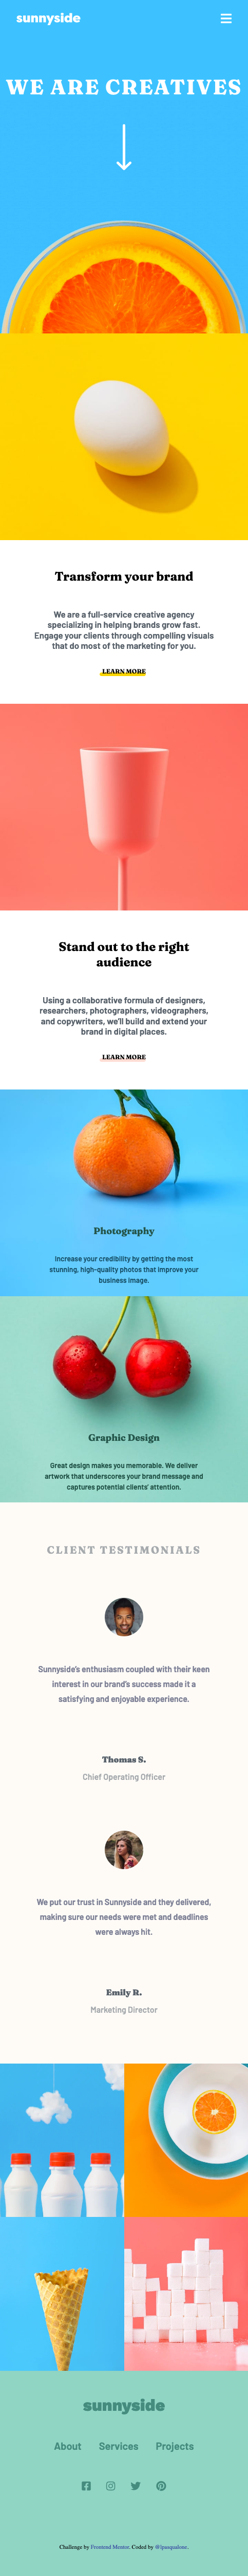 sunnyside
WE ARE CREATIVES
Transform your brand
We are a full-service creative agency
specializing in helping brands grow fast.
Engage your clients through compelling visuals
that do most of the marketing for you.
LEARN MORE
Stand out to the right
audience
Using a collaborative formula of designers,
researchers, photographers, videographers,
and copywriters, we'll build and extend your
brand in digital places.
LEARN MORE
Photography
Increase your credibility by getting the most
stunning, high-quality photos that improve your
business image.
Graphic Design
Great design makes you memorable. We deliver
artwork that underscores your brand message and
captures potential clients' attention.
CLIENT TESTIMONIALS
Sunnyside's enthusiasm coupled with their keen
interest in our brand's success made it a
satisfying and enjoyable experience.
Thomas S.
Chief Operating Officer
We put our trust in Sunnyside and they delivered,
making sure our needs were met and deadlines
were always hit.
Emily R.
Marketing Director
sunnyside
About Services Projects
Challenge by Frontend Mentor. Coded by @lpasqualone.